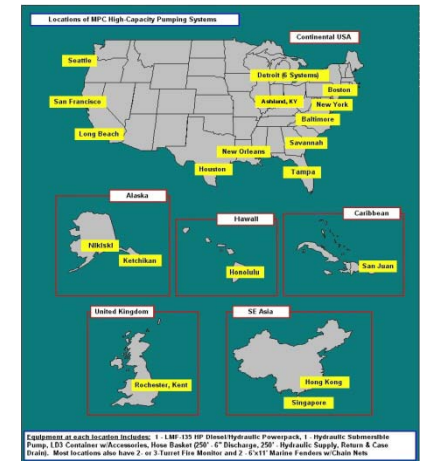 Locations of MPC High-Capacity Pumping Systems
Continental USA
Seattle
Detroit (6 Systems)
Boston
San Francisco
Ashland, KY
New York
Baltimore
Long Beach
Savannah
New Orleans
Houston
Tampa
Alaska
Hawaii
Caribbean
Nikiski
Ketchikan
Honolulu
San Juan
United Kingdom
SE Asia
Rochester, Kent
Hong Kong
Singapore
Equipment at each location includes: 1 - LMF-135 HP Diesel/Hydraulic Powerpack, 1 - Hydraulic Submersible
Pump, LD3 Container w/Accessories, Hose Basket (250' - 6" Discharge, 250' - Hydraulic Supply, Return & Case
Drain). Most locations also have 2- or 3-Turret Fire Monitor and 2 - 6'x11' Marine Fenders w/Chain Nets